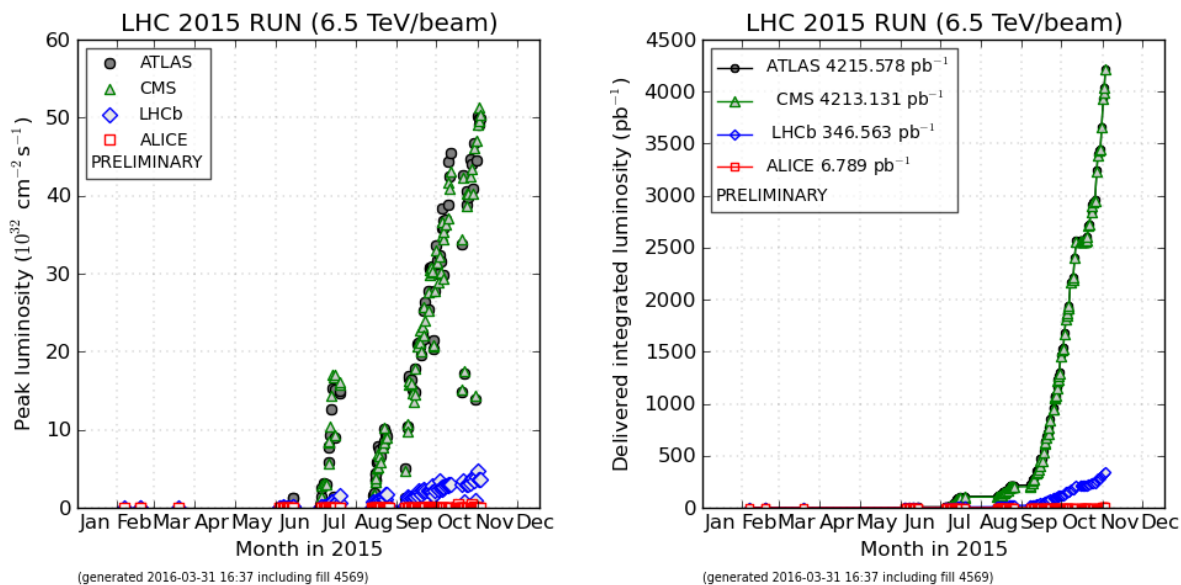 LHC 2015 RUN (6.5 TeV/beam)
60
50
40
30
20
10
0
Peak luminosity (10³² cm⁻² s⁻¹)
ATLAS
CMS
LHCb
ALICE
PRELIMINARY
Jan Feb Mar Apr May Jun Jul Aug Sep Oct Nov Dec
Month in 2015
(generated 2016-03-31 16:37 including fill 4569)
LHC 2015 RUN (6.5 TeV/beam)
4500
4000
3500
3000
2500
2000
1500
1000
500
0
Delivered integrated luminosity (pb⁻¹)
ATLAS 4215.578 pb⁻¹
CMS 4213.131 pb⁻¹
LHCb 346.563 pb⁻¹
ALICE 6.789 pb⁻¹
PRELIMINARY
Jan Feb Mar Apr May Jun Jul Aug Sep Oct Nov Dec
Month in 2015
(generated 2016-03-31 16:37 including fill 4569)